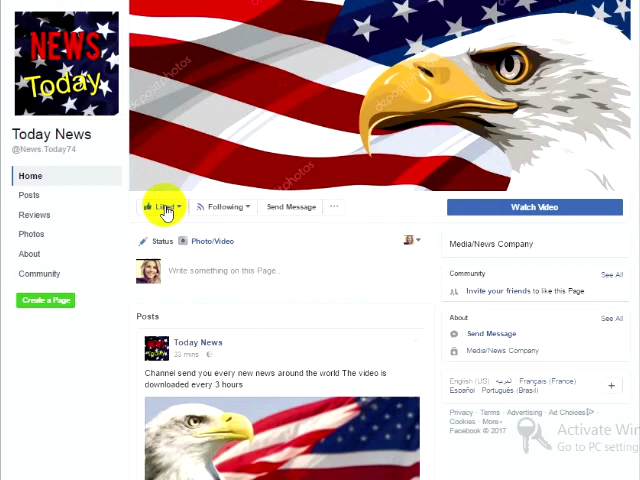 NEWS
Today
depositphotos
depositphotos
depositphotos
Today News
@News.Today74
Home
Posts
Reviews
Photos
About
Community
Create a Page
Liked
Following
Send Message
...
Watch Video
Status
Photo/Video
Write something on this Page..
Posts
Today News
33 mins
Channel send you every new news around the world The video is
downloaded every 3 hours
Media/News Company
Community
See All
Invite your friends to like this Page
About
See All
Send Message
Media/News Company
English (US) العربية Français (France)
Español Português (Brasil)
+
Privacy · Terms · Advertising · Ad Choices
Cookies · More
Facebook © 2017
Activate Win
Go to PC setting